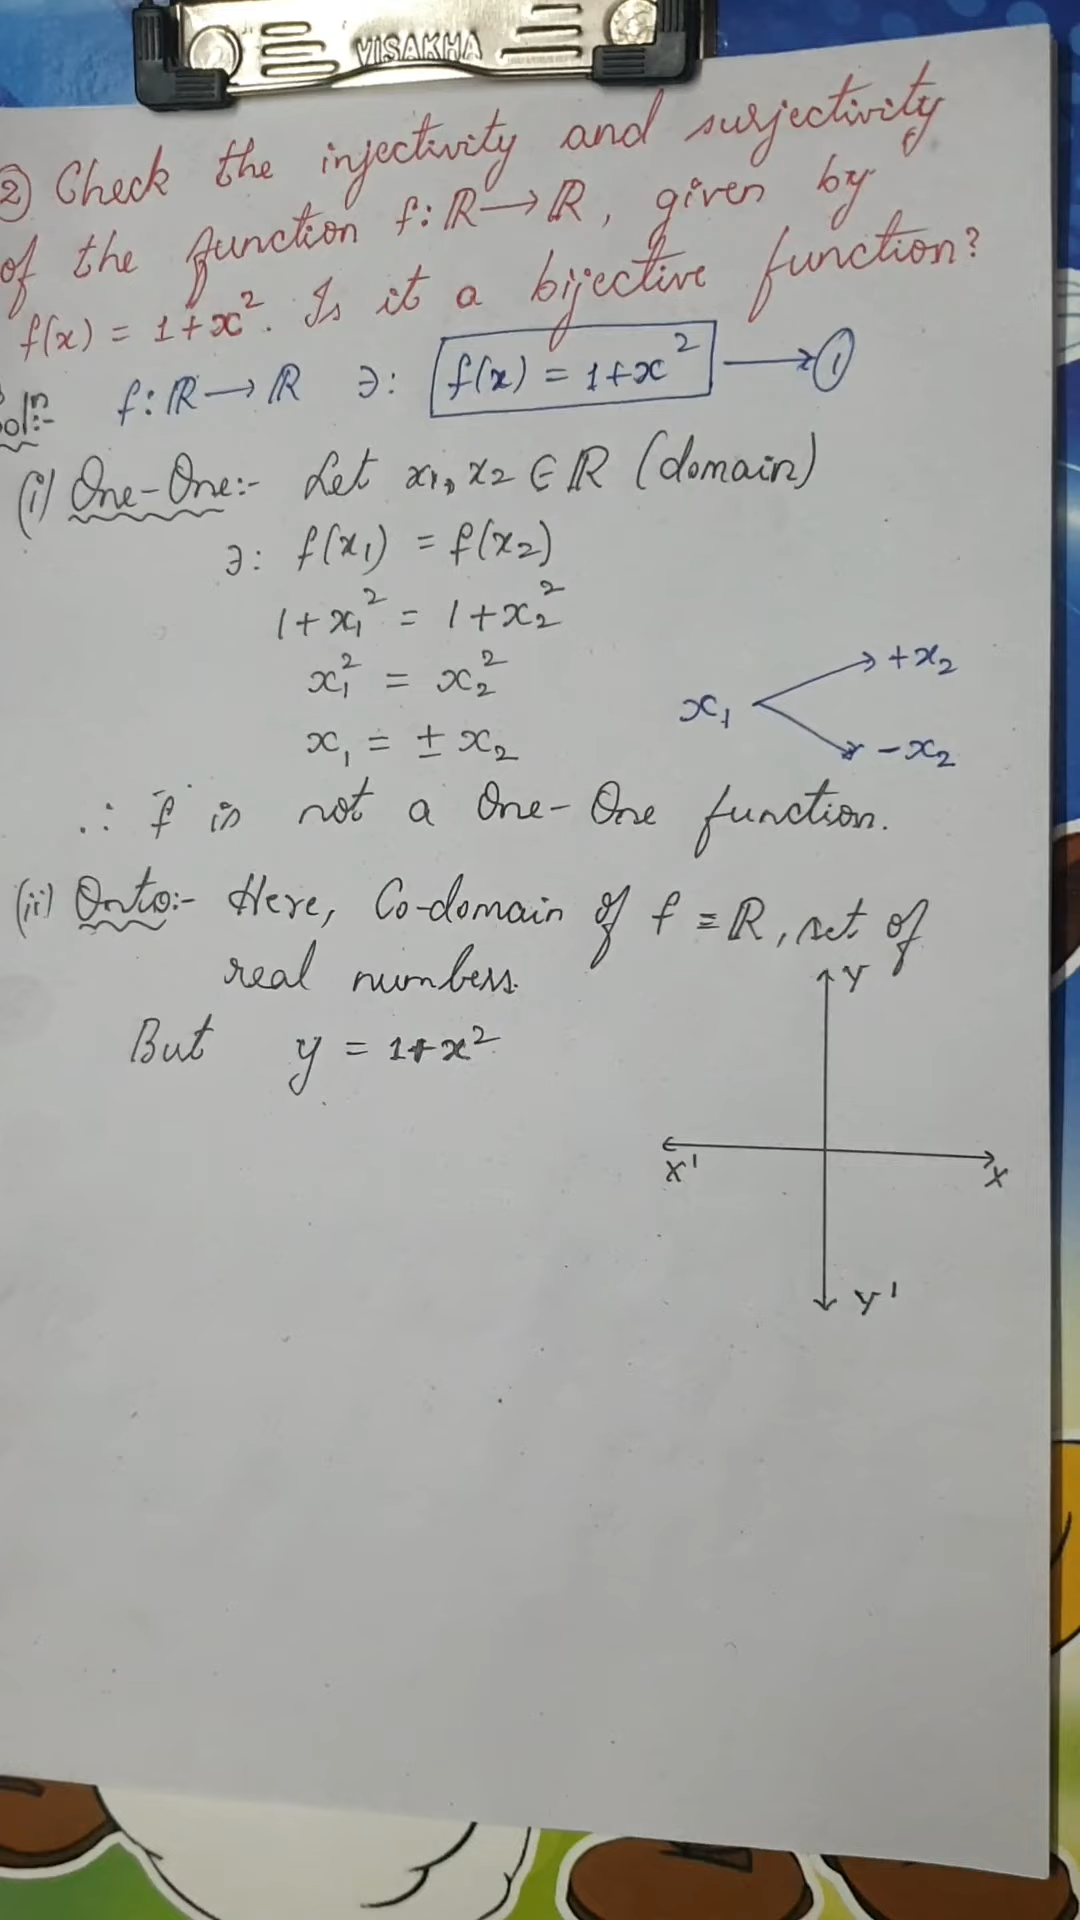 VISAKHA
② Check the injectivity and surjectivity
of the function f: ℝ → ℝ, given by
f(x) = 1+x². Is it a bijective function?
Soln:- f: ℝ → ℝ ∋: f(x) = 1+x² → ①
(i) One-One:- Let x₁, x₂ ∈ ℝ (domain)
∋: f(x₁) = f(x₂)
1+x₁² = 1+x₂²
x₁² = x₂²
x₁ = ± x₂
x₁ +x₂
-x₂
∴ f is not a One-One function.
(ii) Onto:- Here, Co-domain of f = ℝ, set of
real numbers.
But y = 1+x²
Y
X' X
Y'